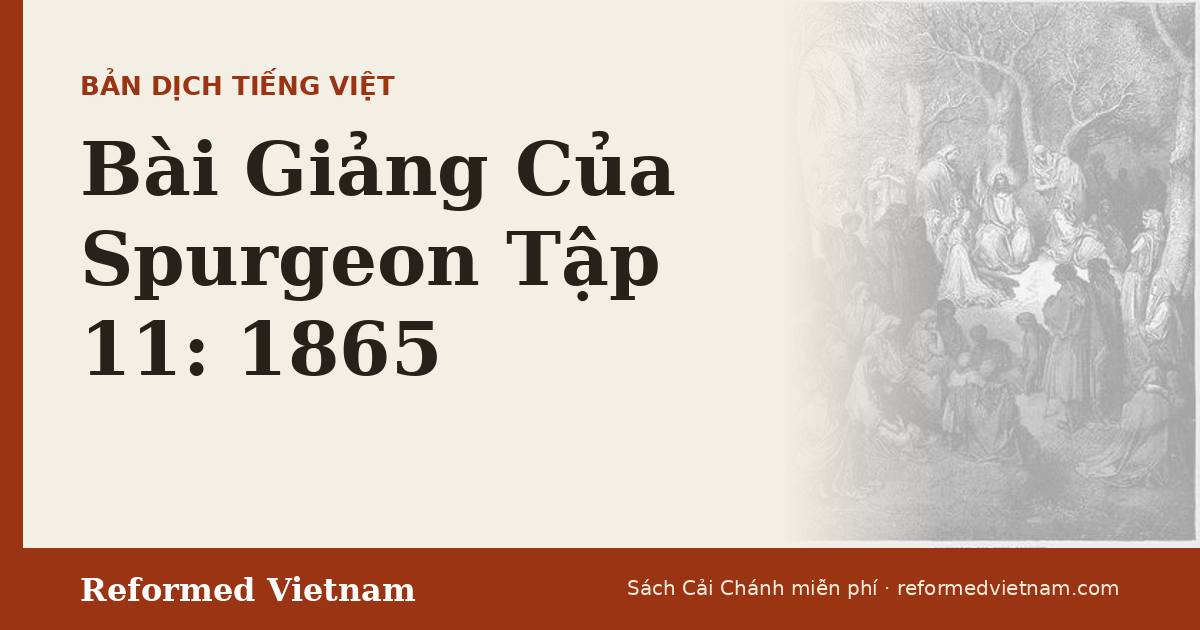 BẢN DỊCH TIẾNG VIỆT
Bài Giảng Của
Spurgeon Tập
11: 1865
Reformed Vietnam
Sách Cải Chánh miễn phí · reformedvietnam.com